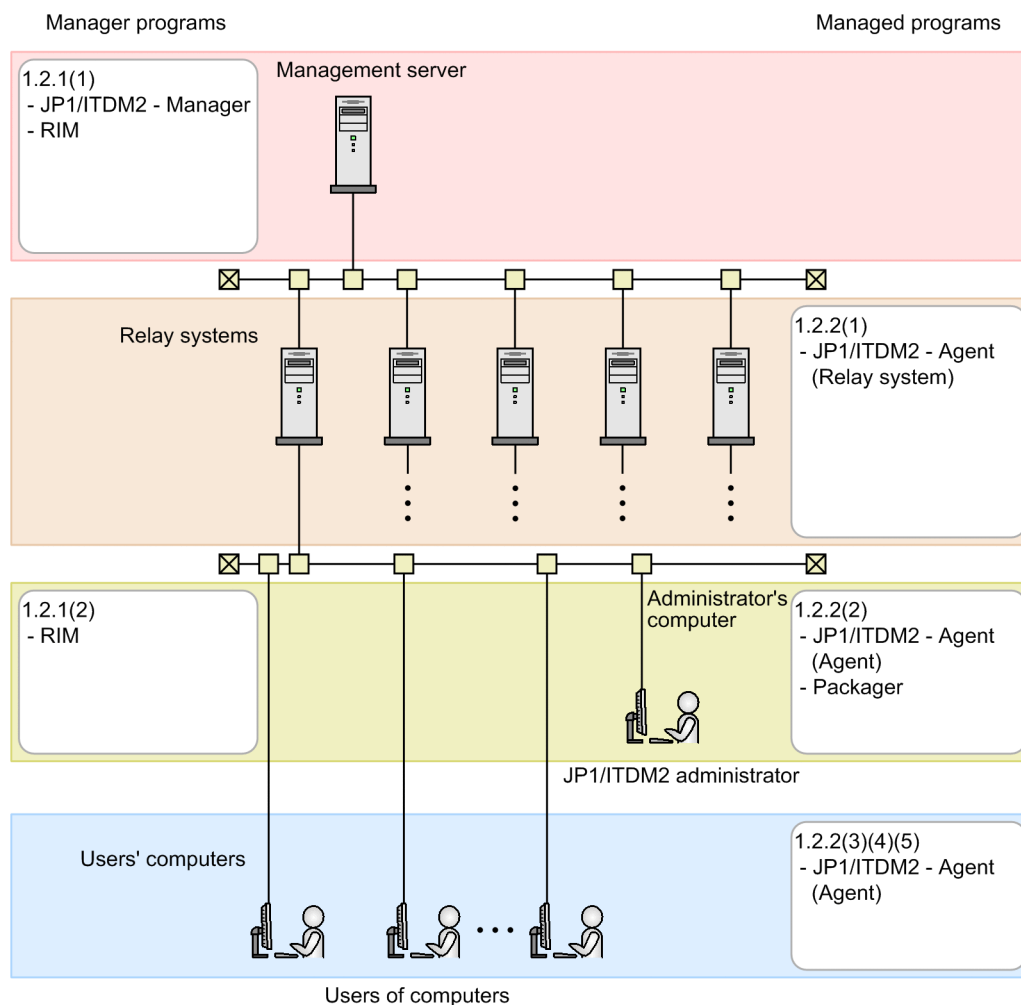 Manager programs
Managed programs
1.2.1(1)
- JP1/ITDM2 - Manager
- RIM
Management server
Relay systems
1.2.2(1)
- JP1/ITDM2 - Agent
(Relay system)
1.2.1(2)
- RIM
Administrator's
computer
1.2.2(2)
- JP1/ITDM2 - Agent
(Agent)
- Packager
JP1/ITDM2 administrator
Users' computers
1.2.2(3)(4)(5)
- JP1/ITDM2 - Agent
(Agent)
Users of computers